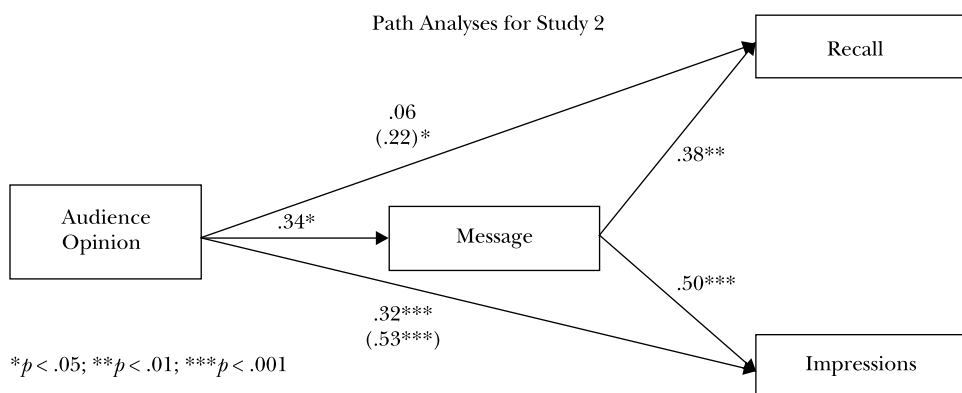 Path Analyses for Study 2
Recall
.06
(.22)*
.38**
Audience
Opinion
.34*
Message
.50***
.32***
(.53***)
*p < .05; **p < .01; ***p < .001
Impressions